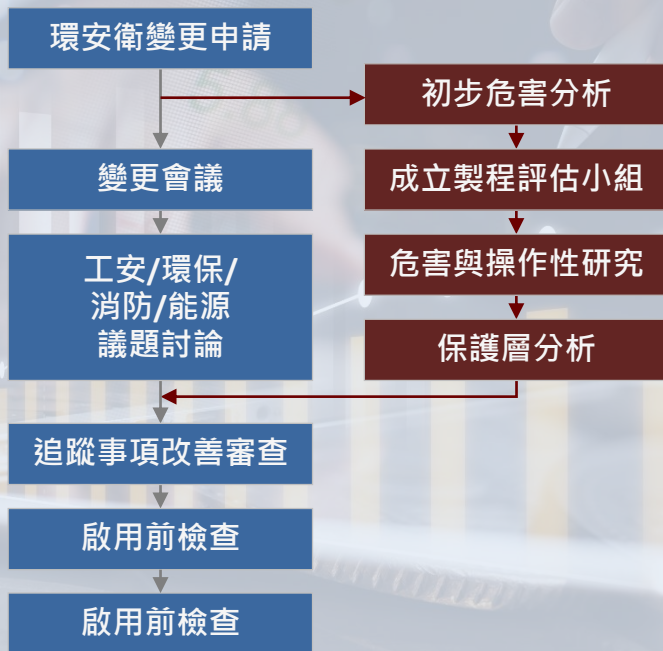 環安衛變更申請
初步危害分析
變更會議
成立製程評估小組
工安/環保/
消防/能源
議題討論
危害與操作性研究
保護層分析
追蹤事項改善審查
啟用前檢查
啟用前檢查